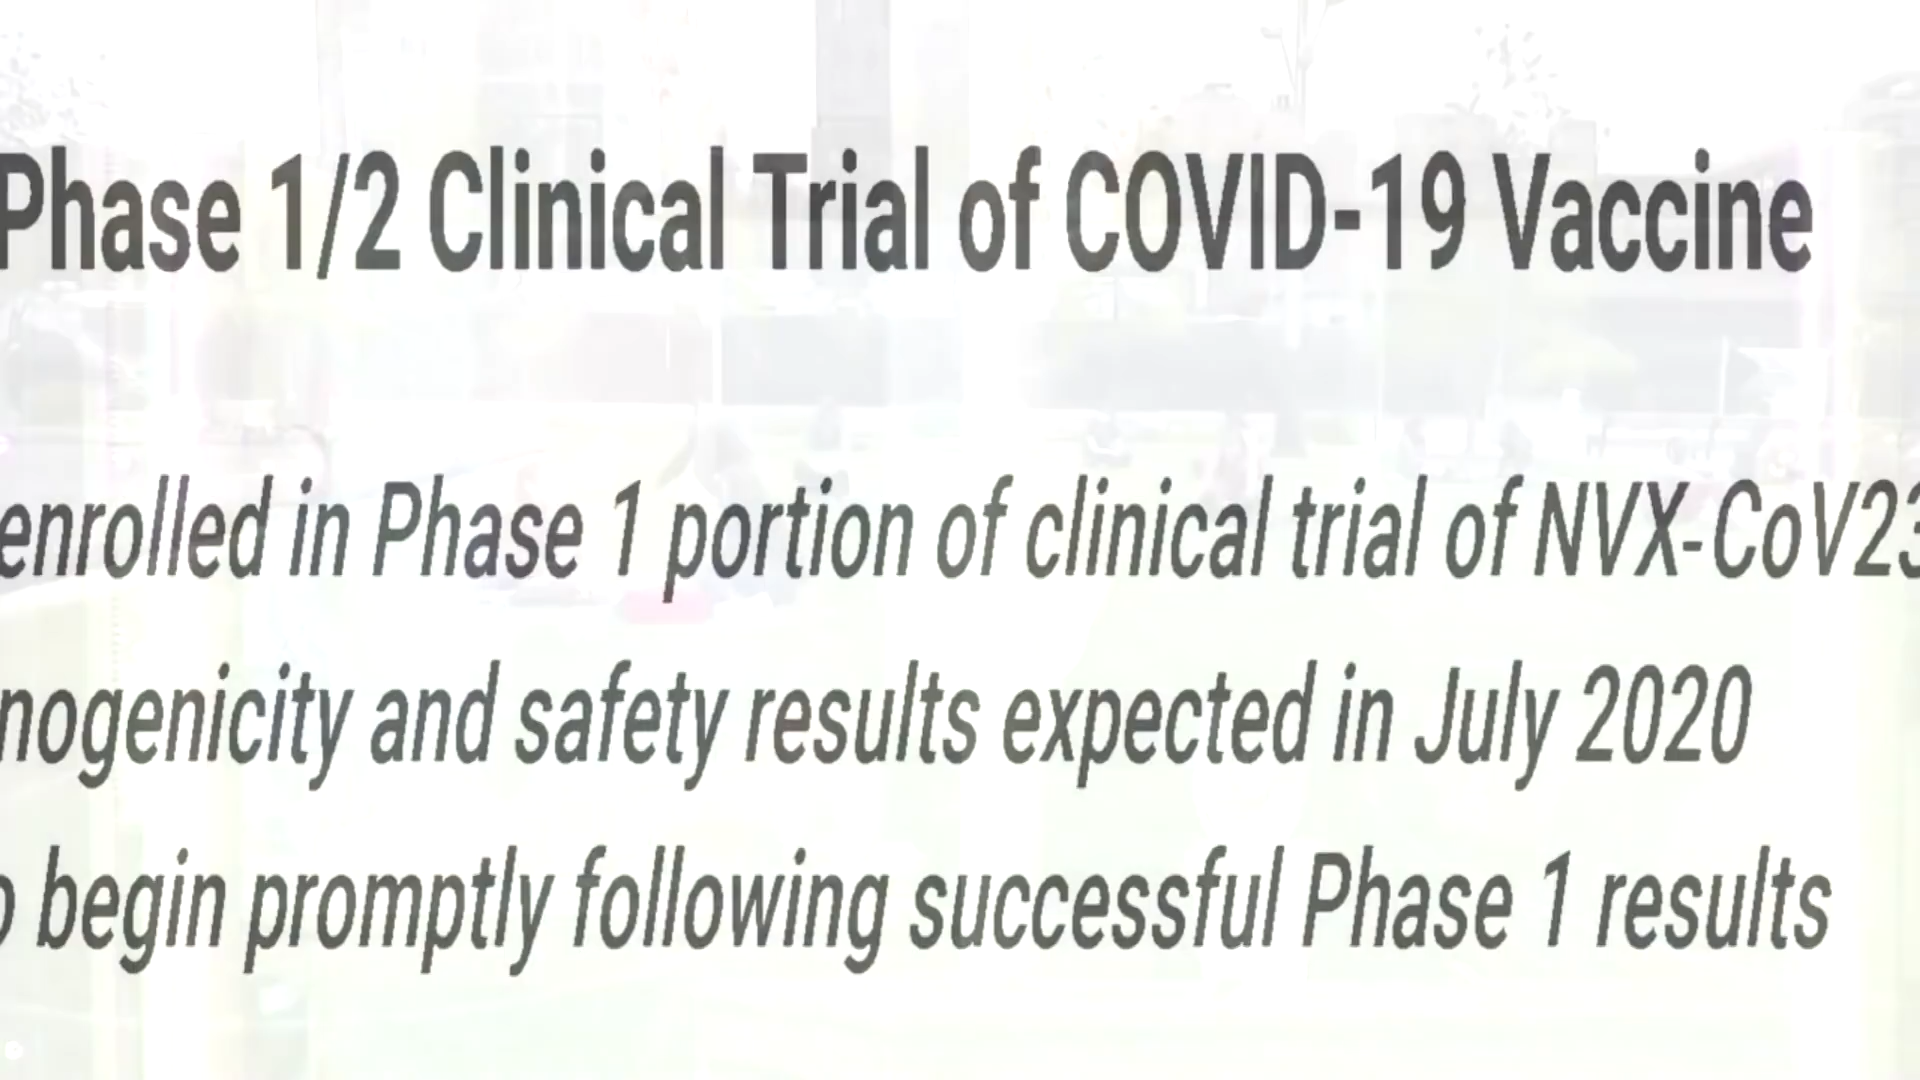 Phase 1/2 Clinical Trial of COVID-19 Vaccine
enrolled in Phase 1 portion of clinical trial of NVX-CoV23
nogenicity and safety results expected in July 2020
o begin promptly following successful Phase 1 results